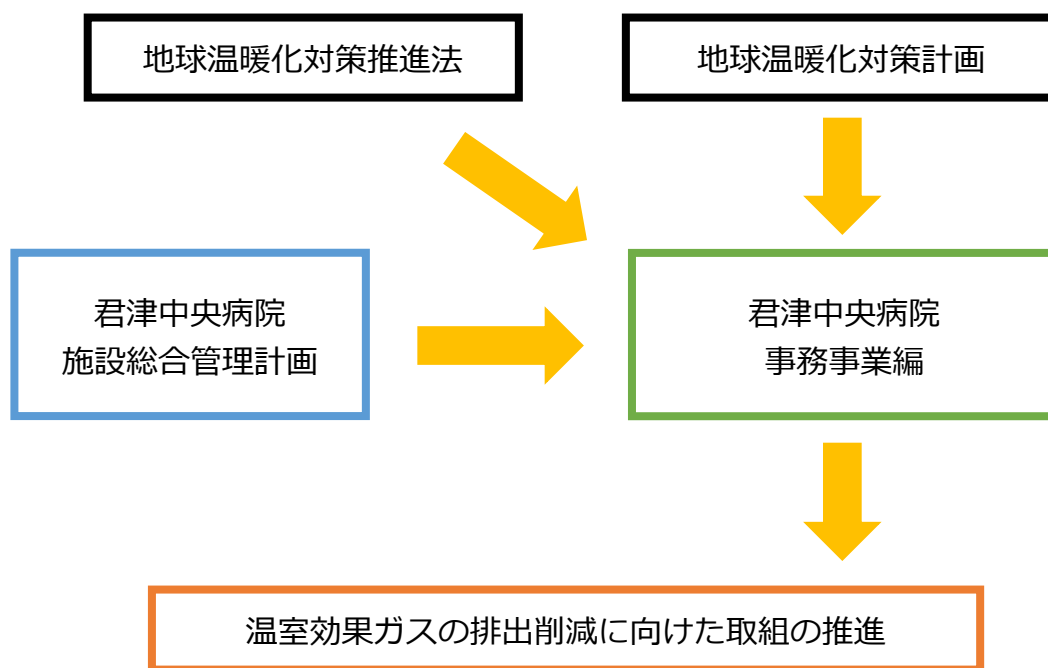 地球温暖化対策推進法
地球温暖化対策計画
君津中央病院
施設総合管理計画
君津中央病院
事務事業編
温室効果ガスの排出削減に向けた取組の推進